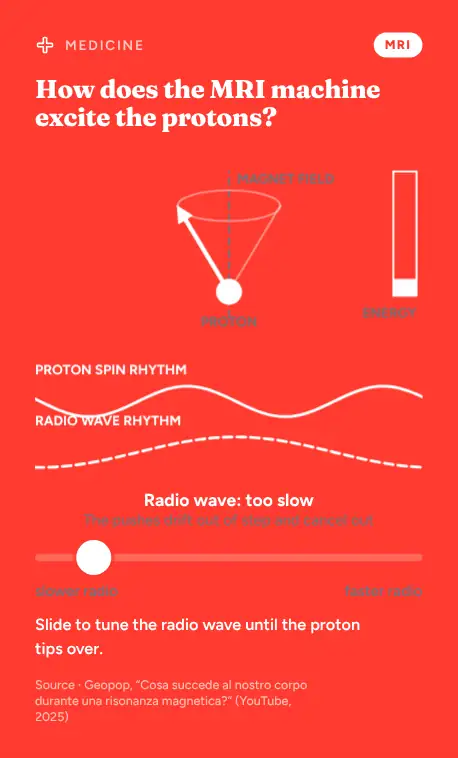 MEDICINE
MRI
How does the MRI machine
excite the protons?
MAGNET FIELD
PROTON
ENERGY
PROTON SPIN RHYTHM
RADIO WAVE RHYTHM
Radio wave: too slow
The pushes drift out of step and cancel out
slower radio
faster radio
Slide to tune the radio wave until the proton
tips over.
Source · Geopop, “Cosa succede al nostro corpo
durante una risonanza magnetica?” (YouTube,
2025)